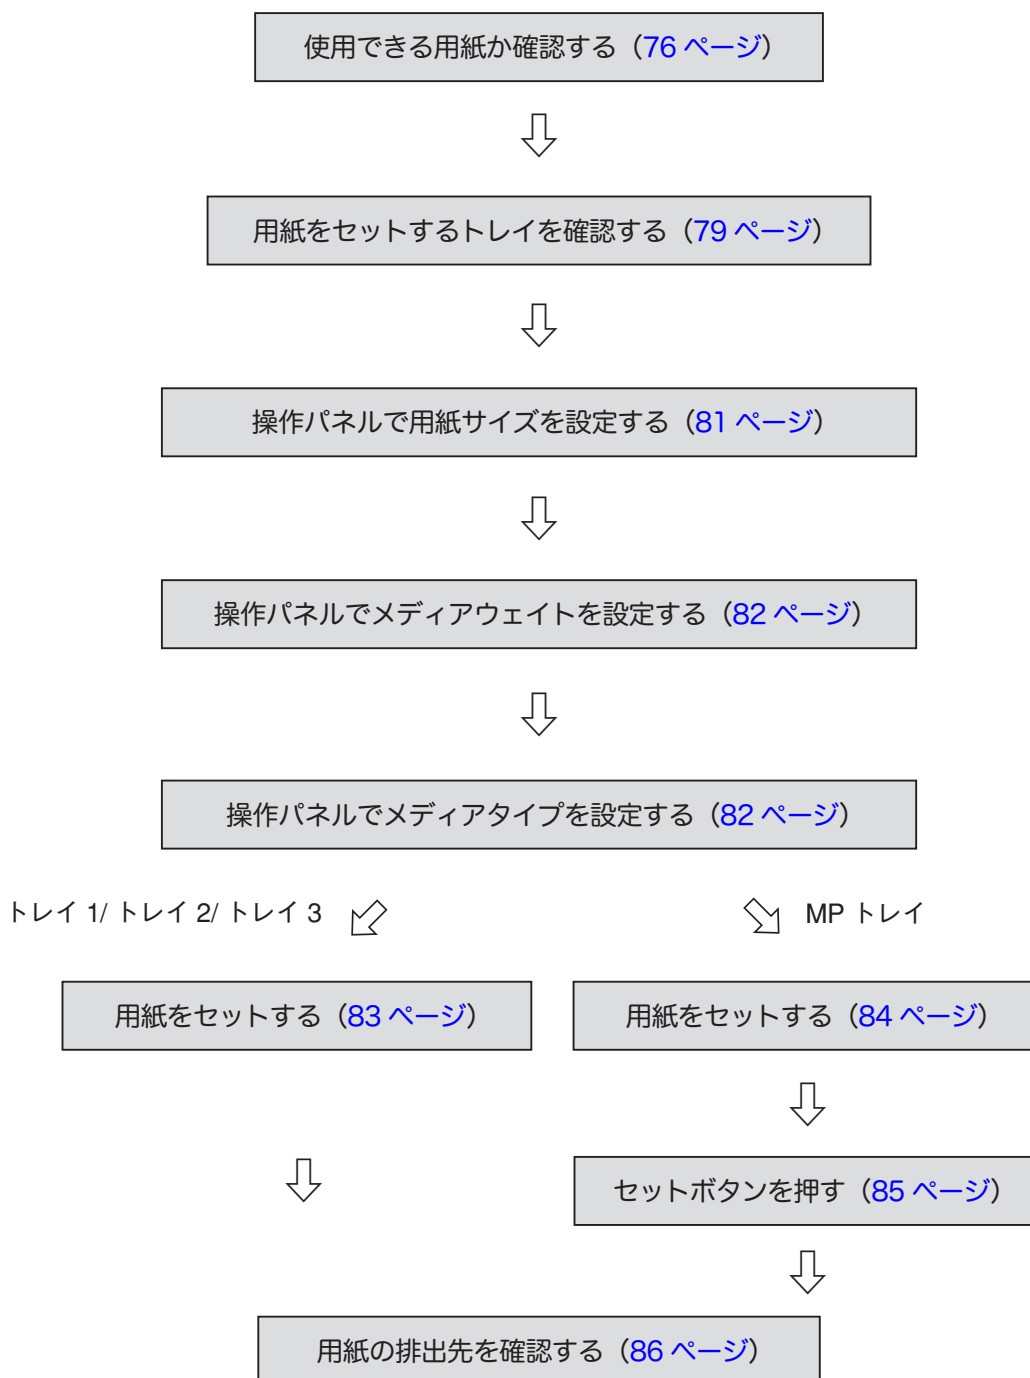 使用できる用紙か確認する（76 ページ）
用紙をセットするトレイを確認する（79 ページ）
操作パネルで用紙サイズを設定する（81 ページ）
操作パネルでメディアウェイトを設定する（82 ページ）
操作パネルでメディアタイプを設定する（82 ページ）
トレイ 1/ トレイ 2/ トレイ 3
MP トレイ
用紙をセットする（83 ページ）
用紙をセットする（84 ページ）
セットボタンを押す（85 ページ）
用紙の排出先を確認する（86 ページ）